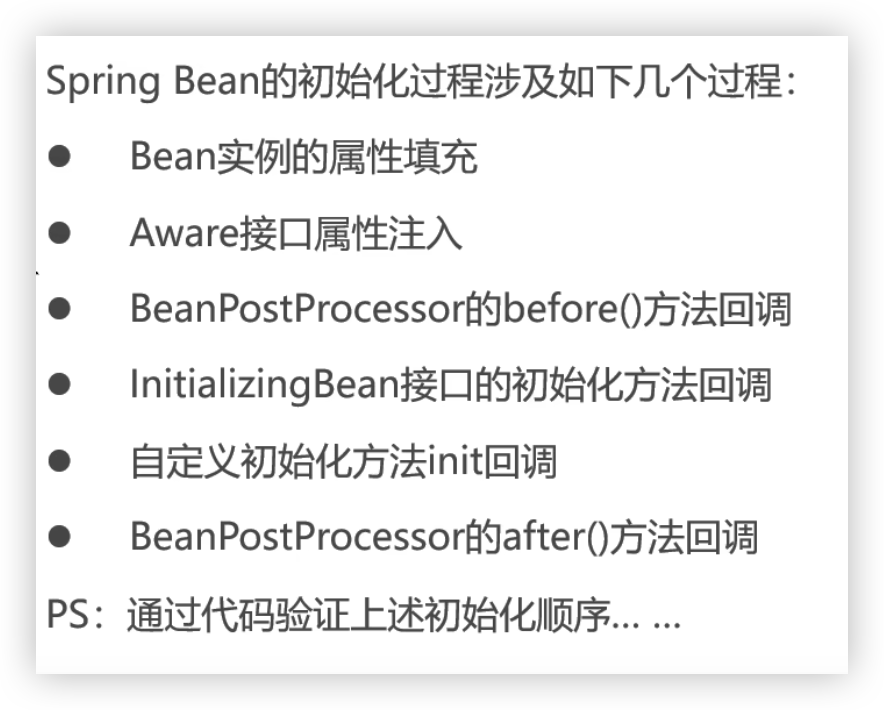 Spring Bean的初始化过程涉及如下几个过程：
● Bean实例的属性填充
● Aware接口属性注入
● BeanPostProcessor的before()方法回调
● InitializingBean接口的初始化方法回调
● 自定义初始化方法init回调
● BeanPostProcessor的after()方法回调
PS：通过代码验证上述初始化顺序... ...